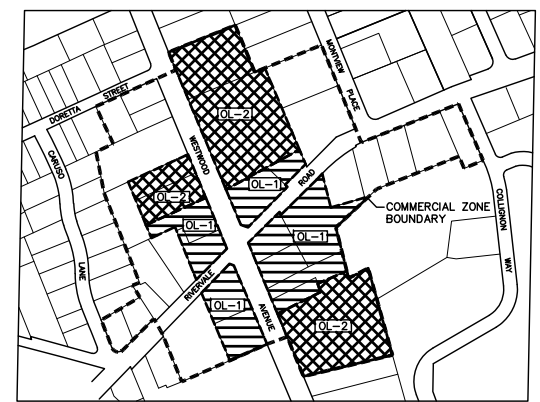 MONTVIEW
PLACE
DORETTA
STREET
OL-2
WESTWOOD
CARUSO
LANE
ROAD
OL-1
OL-2
COMMERCIAL ZONE
BOUNDARY
COLLIGNON
WAY
OL-1
OL-1
RIVERVALE
OL-1
AVENUE
OL-2